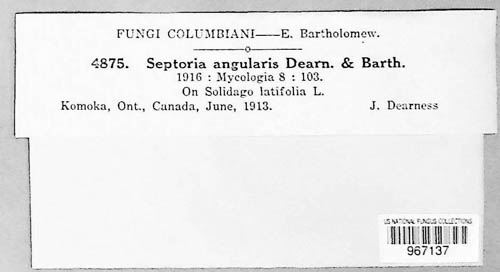 FUNGI COLUMBIANI——E. Bartholomew.
4875. Septoria angularis Dearn. & Barth.
1916 : Mycologia 8 : 103.
On Solidago latifolia L.
Komoka, Ont., Canada, June, 1913. J. Dearness
US NATIONAL FUNGUS COLLECTIONS
967137